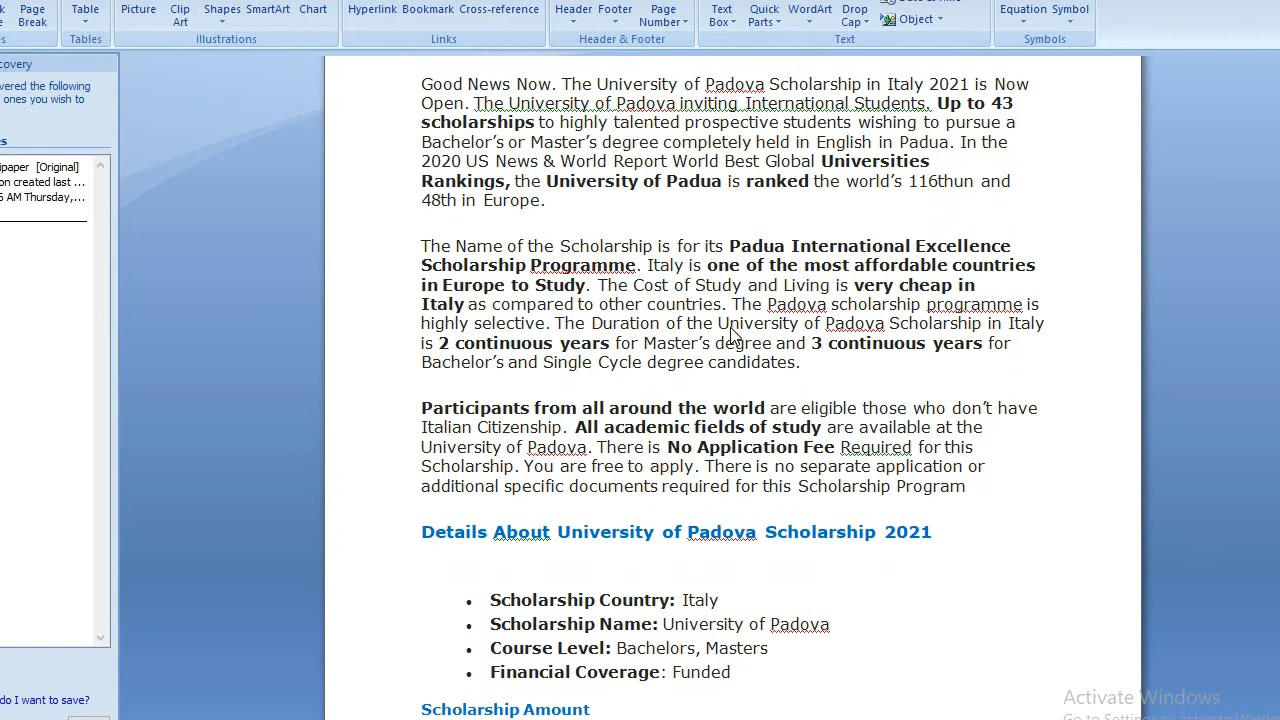 Page Break
Table
Picture
Clip Art
Shapes
SmartArt
Chart
Hyperlink
Bookmark
Cross-reference
Header
Footer
Page Number
Text Box
Quick Parts
WordArt
Drop Cap
Object
Equation
Symbol
Tables
Illustrations
Links
Header & Footer
Text
Symbols
overy
vered the following
ones you wish to
es
paper [Original]
on created last ...
5 AM Thursday,...
do I want to save?
Good News Now. The University of Padova Scholarship in Italy 2021 is Now
Open. The University of Padova inviting International Students. Up to 43
scholarships to highly talented prospective students wishing to pursue a
Bachelor's or Master's degree completely held in English in Padua. In the
2020 US News & World Report World Best Global Universities
Rankings, the University of Padua is ranked the world's 116thun and
48th in Europe.
The Name of the Scholarship is for its Padua International Excellence
Scholarship Programme. Italy is one of the most affordable countries
in Europe to Study. The Cost of Study and Living is very cheap in
Italy as compared to other countries. The Padova scholarship programme is
highly selective. The Duration of the University of Padova Scholarship in Italy
is 2 continuous years for Master's degree and 3 continuous years for
Bachelor's and Single Cycle degree candidates.
Participants from all around the world are eligible those who don't have
Italian Citizenship. All academic fields of study are available at the
University of Padova. There is No Application Fee Required for this
Scholarship. You are free to apply. There is no separate application or
additional specific documents required for this Scholarship Program
Details About University of Padova Scholarship 2021
• Scholarship Country: Italy
• Scholarship Name: University of Padova
• Course Level: Bachelors, Masters
• Financial Coverage: Funded
Scholarship Amount
Activate Windows